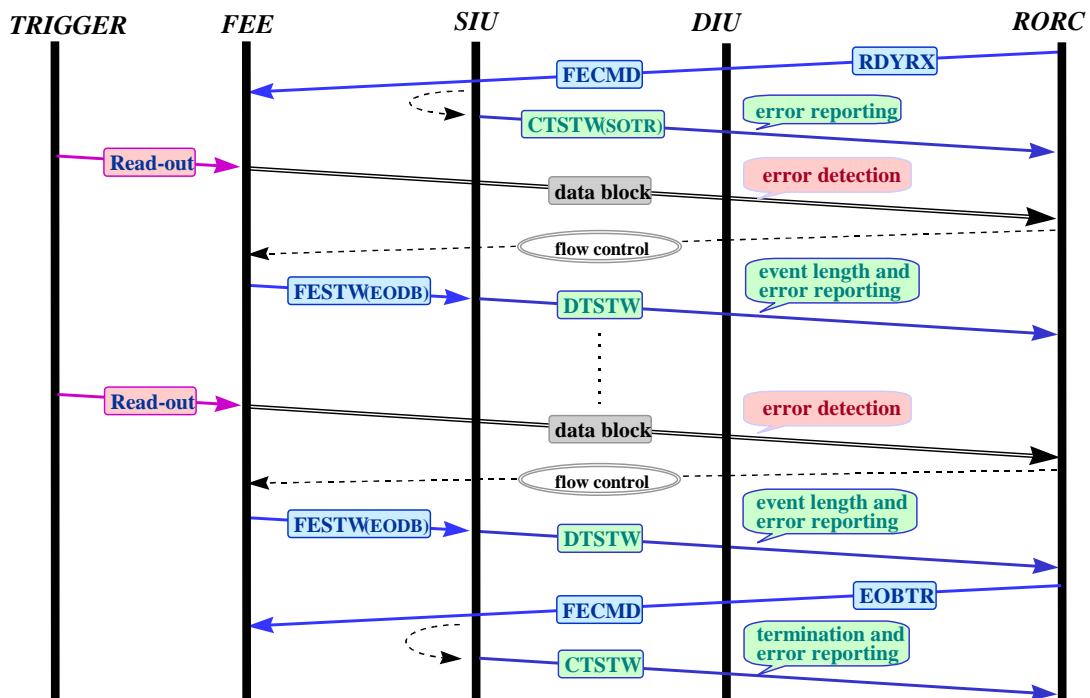 TRIGGER FEE SIU DIU RORC
RDYRX
FECMD
error reporting
CTSTW(SOTR)
Read-out
error detection
data block
flow control
event length and
error reporting
FESTW(EODB)
DTSTW
Read-out
error detection
data block
flow control
event length and
error reporting
FESTW(EODB)
DTSTW
EOBTR
FECMD
termination and
error reporting
CTSTW